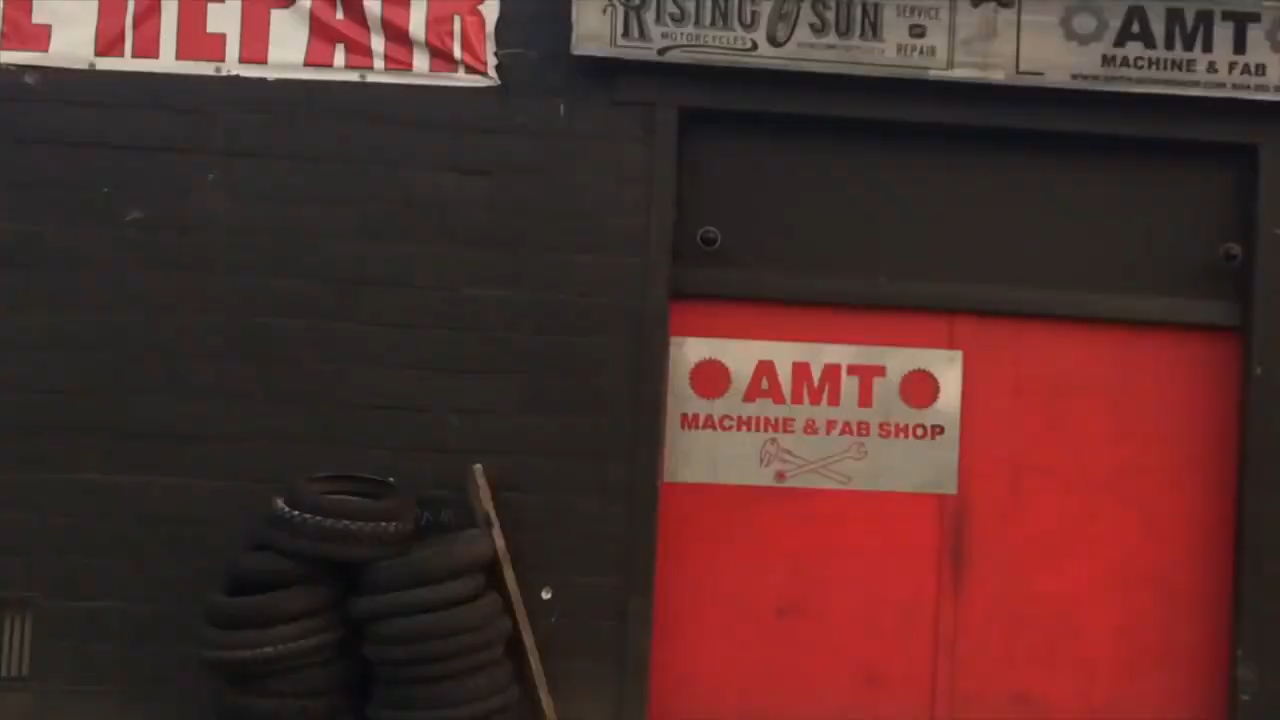 E REPAIR
RISING SUN
MOTORCYCLES
SERVICE
REPAIR
AMT
MACHINE & FAB
AMT
MACHINE & FAB SHOP